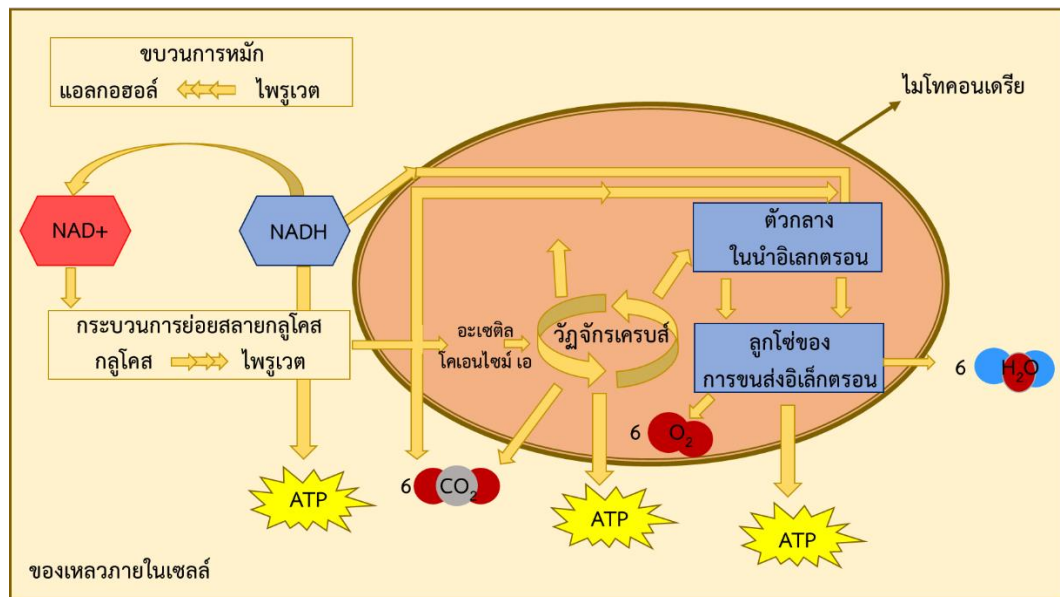 ขบวนการหมัก
แอลกอฮอล์ ไพรูเวต
ไมโทคอนเดรีย
NAD+
NADH
ตัวกลาง
ในนำอิเลกตรอน
กระบวนการย่อยสลายกลูโคส
กลูโคส ไพรูเวต
อะเซติล
โคเอนไซม์ เอ
วัฏจักรเครบส์
ลูกโซ่ของ
การขนส่งอิเล็กตรอน
6 H2O
6 O2
6 CO2
ATP
ATP
ATP
ของเหลวภายในเซลล์